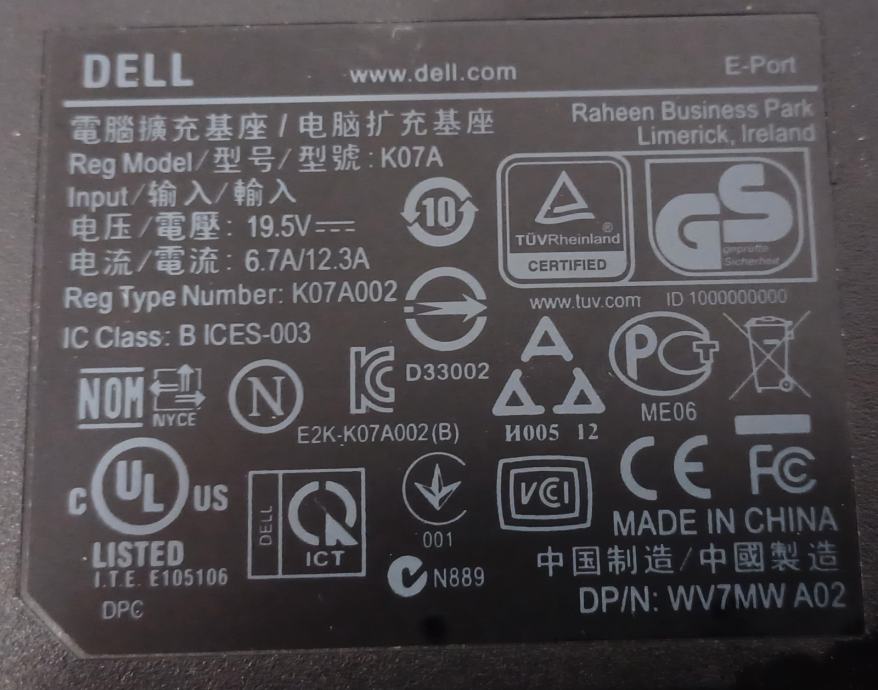 DELL www.dell.com E-Port
電腦擴充基座 / 电脑扩充基座
Raheen Business Park
Limerick, Ireland
Reg Model/型号/型號 : K07A
Input/输入/輸入
电压/電壓: 19.5V
电流/電流: 6.7A/12.3A
Reg Type Number: K07A002
IC Class: B ICES-003
10
TÜVRheinland®
CERTIFIED
GS
geprüfte
Sicherheit
www.tuv.com ID 1000000000
D33002
NOM
NYCE
N
E2K-K07A002 (B)
И005 12
PCT
ME06
C UL US
LISTED
I.T.E. E105106
DPC
DELL
ICT
001
N889
VCI
CE FC
MADE IN CHINA
中国制造/中國製造
DP/N: WV7MW A02